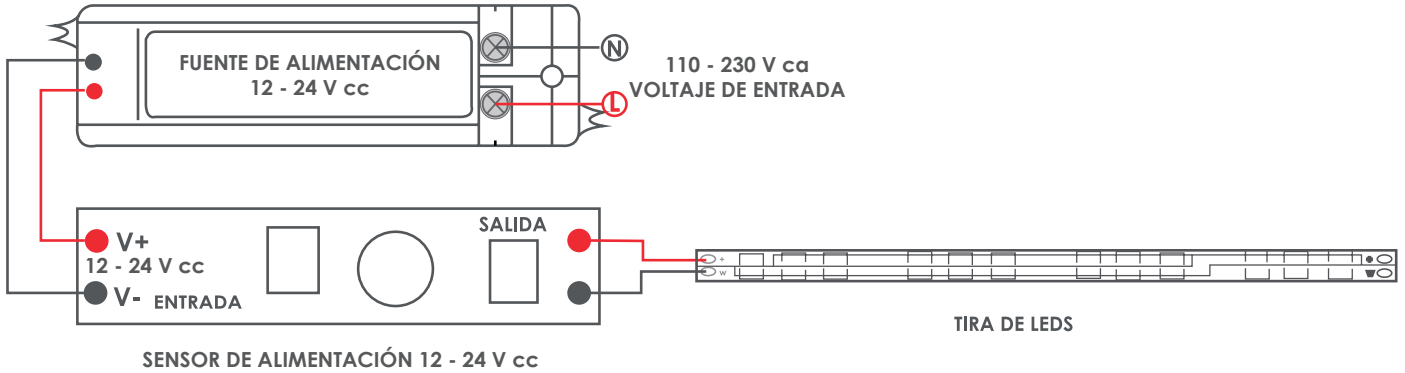 FUENTE DE ALIMENTACIÓN
12 - 24 V cc
N
110 - 230 V ca
VOLTAJE DE ENTRADA
L
SALIDA
V+
12 - 24 V cc
V- ENTRADA
+
w
TIRA DE LEDS
SENSOR DE ALIMENTACIÓN 12 - 24 V cc